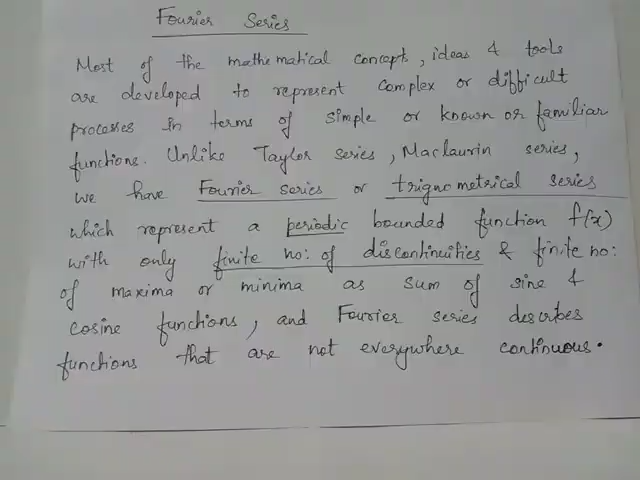 Fourier Series
Most of the mathematical concepts, ideas & tools
are developed to represent complex or difficult
processes in terms of simple or known or familiar
functions. Unlike Taylor series, Maclaurin series,
we have Fourier series or trignometrical series
which represent a periodic bounded function f(x)
with only finite no: of discontinuities & finite no:
of maxima or minima as sum of sine &
cosine functions, and Fourier series describes
functions that are not everywhere continuous.